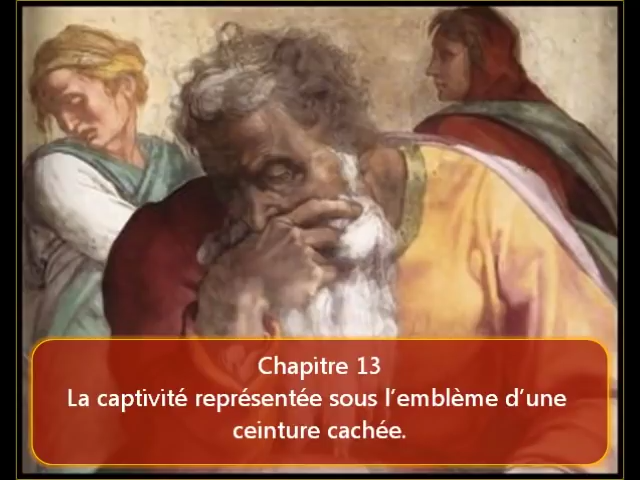 Chapitre 13
La captivité représentée sous l'emblème d'une
ceinture cachée.